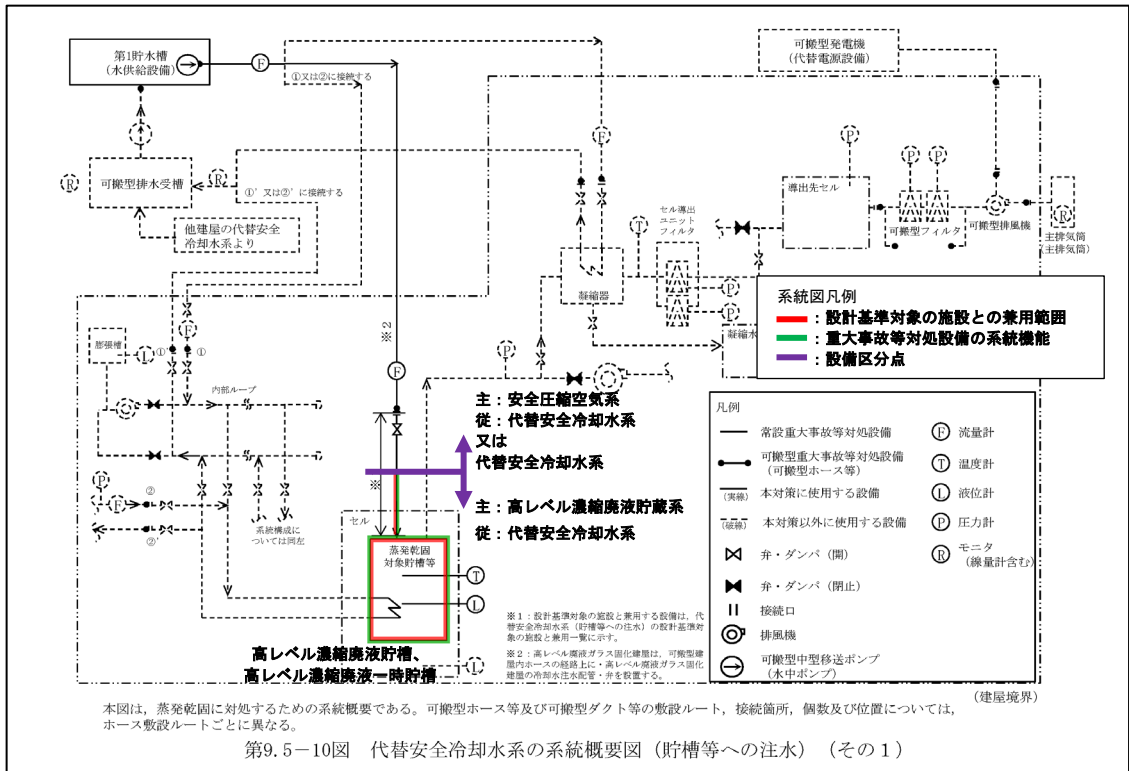 第1貯水槽
(水供給設備)
F
①又は②に接続する
可搬型発電機
(代替電源設備)
F
P
P
P
R
可搬型排水受槽
R
①’又は②’に接続する
他建屋の代替安全
冷却水系より
導出先セル
可搬型フィルタ
可搬型排風機
R
主排気筒
(主排気筒)
セル導出
ユニット
フィルタ
T
凝縮器
P
P
凝縮水
系統図凡例
:設計基準対象の施設との兼用範囲
:重大事故等対処設備の系統機能
:設備区分点
膨張槽
L
F
①’
①
※2
F
P
内部ループ
主:安全圧縮空気系
従:代替安全冷却水系
又は
代替安全冷却水系
主:高レベル濃縮廃液貯蔵系
従:代替安全冷却水系
※
P
F
②
②’
系統構成に
ついては同左
セル
蒸発乾固
対象貯槽等
T
L
L
高レベル濃縮廃液貯槽、
高レベル濃縮廃液一時貯槽
※1:設計基準対象の施設と兼用する設備は,代
替安全冷却水系(貯槽等への注水)の設計基準対
象の施設と兼用一覧に示す。
※2:高レベル廃液ガラス固化建屋は,可搬型建
屋内ホースの経路上に・高レベル廃液ガラス固化
建屋の冷却水注水配管・弁を設置する。
凡例
常設重大事故等対処設備
可搬型重大事故等対処設備
(可搬型ホース等)
(実線)
本対策に使用する設備
(破線)
本対策以外に使用する設備
弁・ダンパ(開)
弁・ダンパ(閉止)
接続口
排風機
可搬型中型移送ポンプ
(水中ポンプ)
F 流量計
T 温度計
L 液位計
P 圧力計
R モニタ
(線量計含む)
(建屋境界)
本図は,蒸発乾固に対処するための系統概要である。可搬型ホース等及び可搬型ダクト等の敷設ルート,接続箇所,個数及び位置については,
ホース敷設ルートごとに異なる。
第9.5-10図 代替安全冷却水系の系統概要図(貯槽等への注水)(その1)